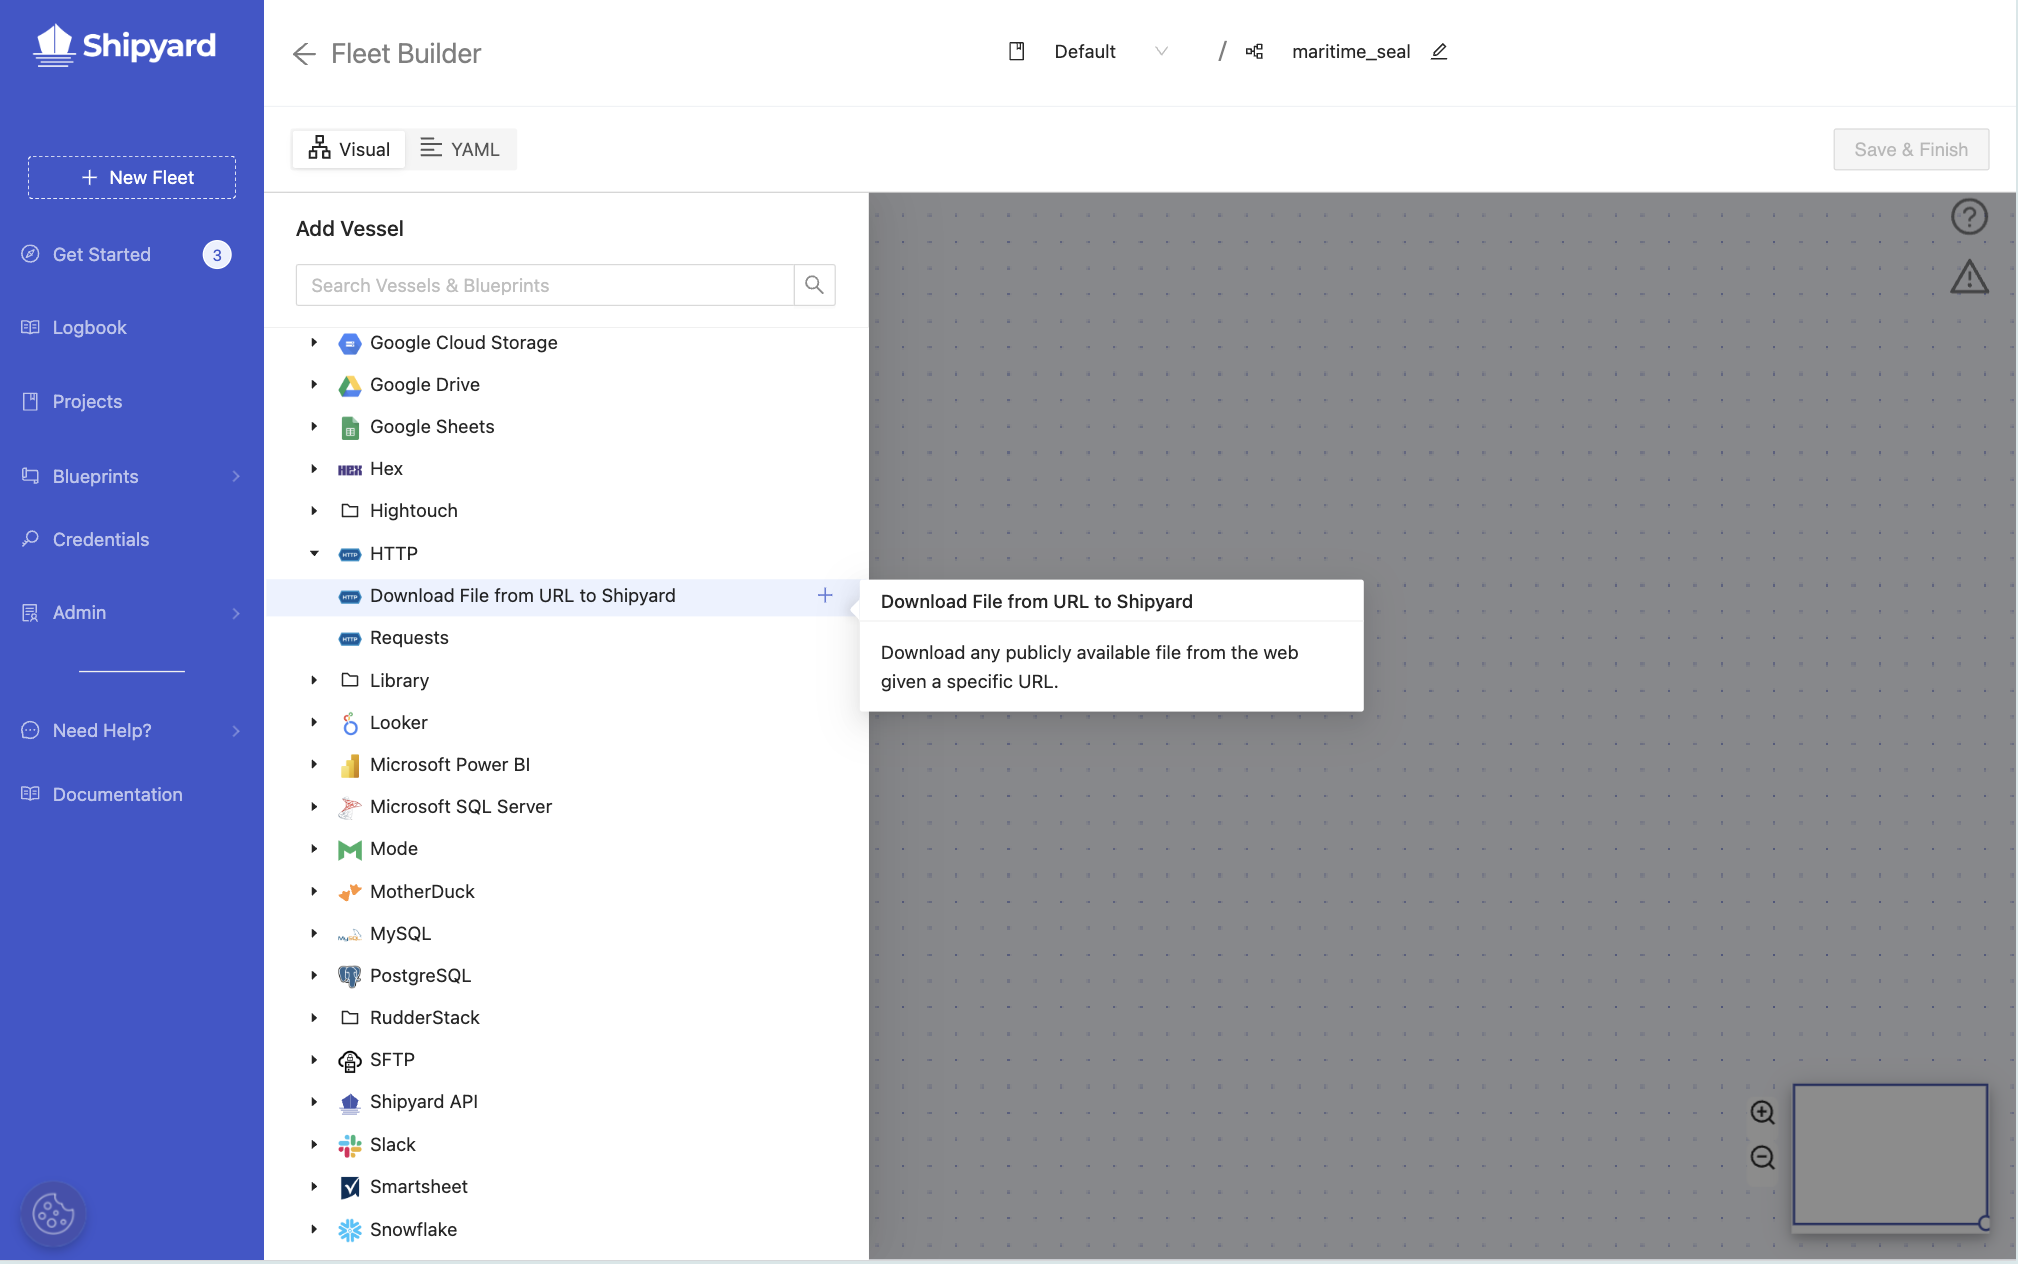 Shipyard
Fleet Builder
Default
/
maritime_seal
New Fleet
Visual
YAML
Save & Finish
Get Started
3
Logbook
Projects
Blueprints
Credentials
Admin
Need Help?
Documentation
Add Vessel
Search Vessels & Blueprints
Google Cloud Storage
Google Drive
Google Sheets
HEX
Hex
Hightouch
HTTP
HTTP
HTTP
Download File from URL to Shipyard
HTTP
Requests
Library
Looker
Microsoft Power BI
Microsoft SQL Server
Mode
MotherDuck
MySQL
MySQL
PostgreSQL
RudderStack
SFTP
Shipyard API
Slack
Smartsheet
Snowflake
Download File from URL to Shipyard
Download any publicly available file from the web
given a specific URL.